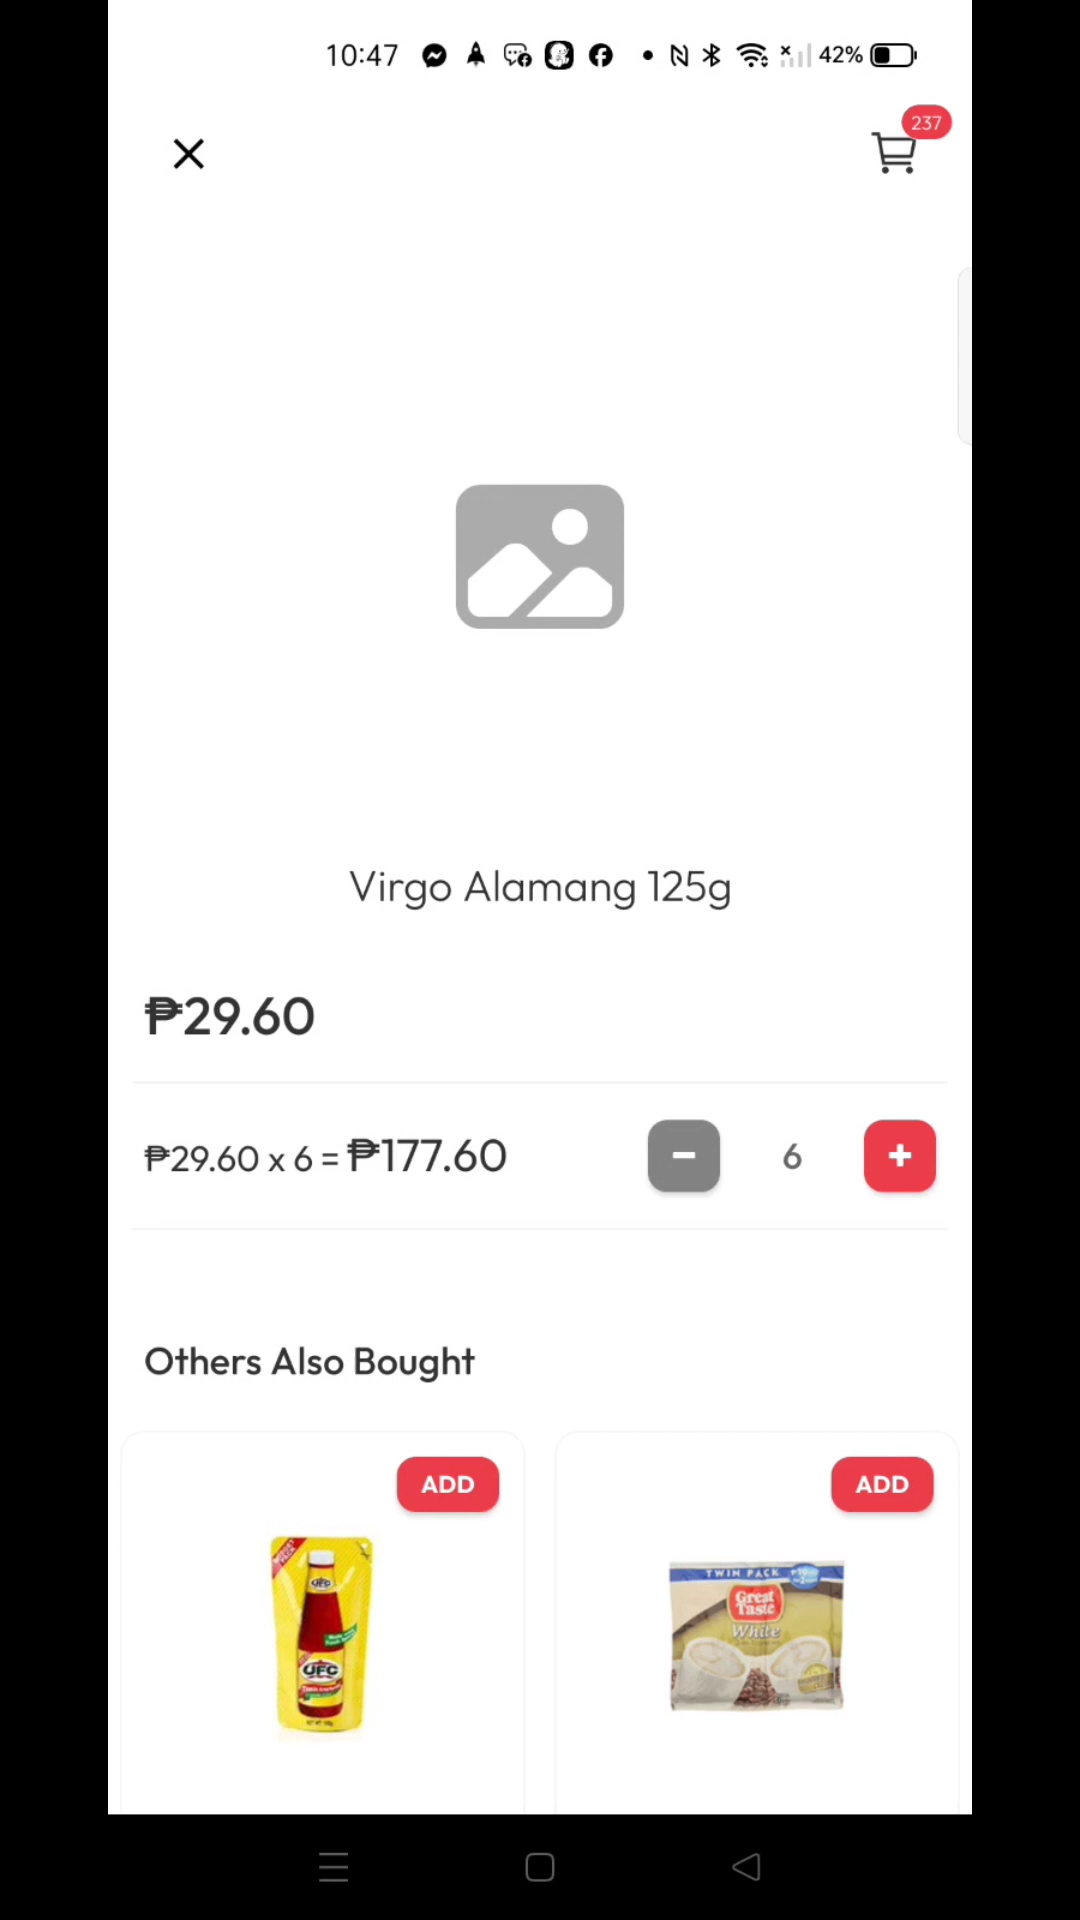 10:47 42%
237
Virgo Alamang 125g
₱29.60
₱29.60 x 6 = ₱177.60
6
Others Also Bought
ADD
ADD
UFC
UFC
TWIN PACK
Great
Taste
White